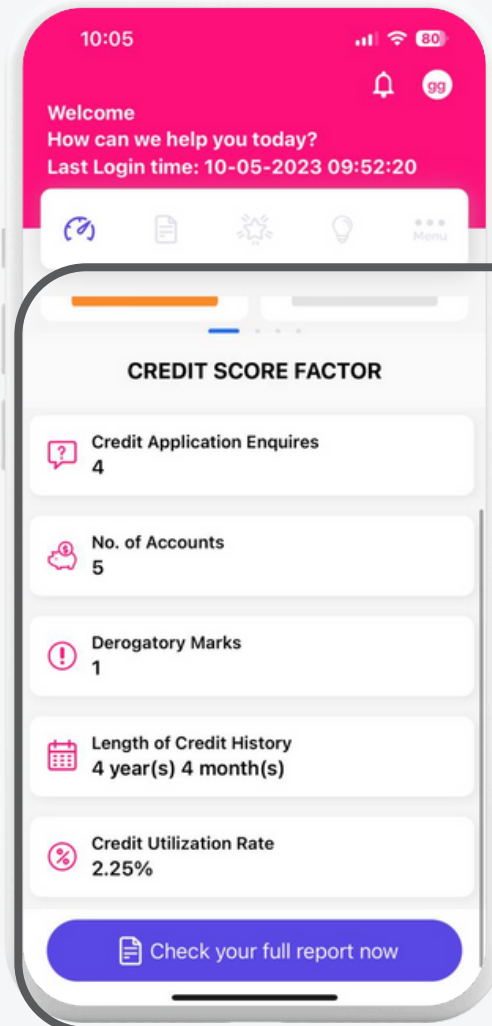 10:05
80
gg
Welcome
How can we help you today?
Last Login time: 10-05-2023 09:52:20
Menu
CREDIT SCORE FACTOR
Credit Application Enquires
4
No. of Accounts
5
Derogatory Marks
1
Length of Credit History
4 year(s) 4 month(s)
Credit Utilization Rate
2.25%
Check your full report now